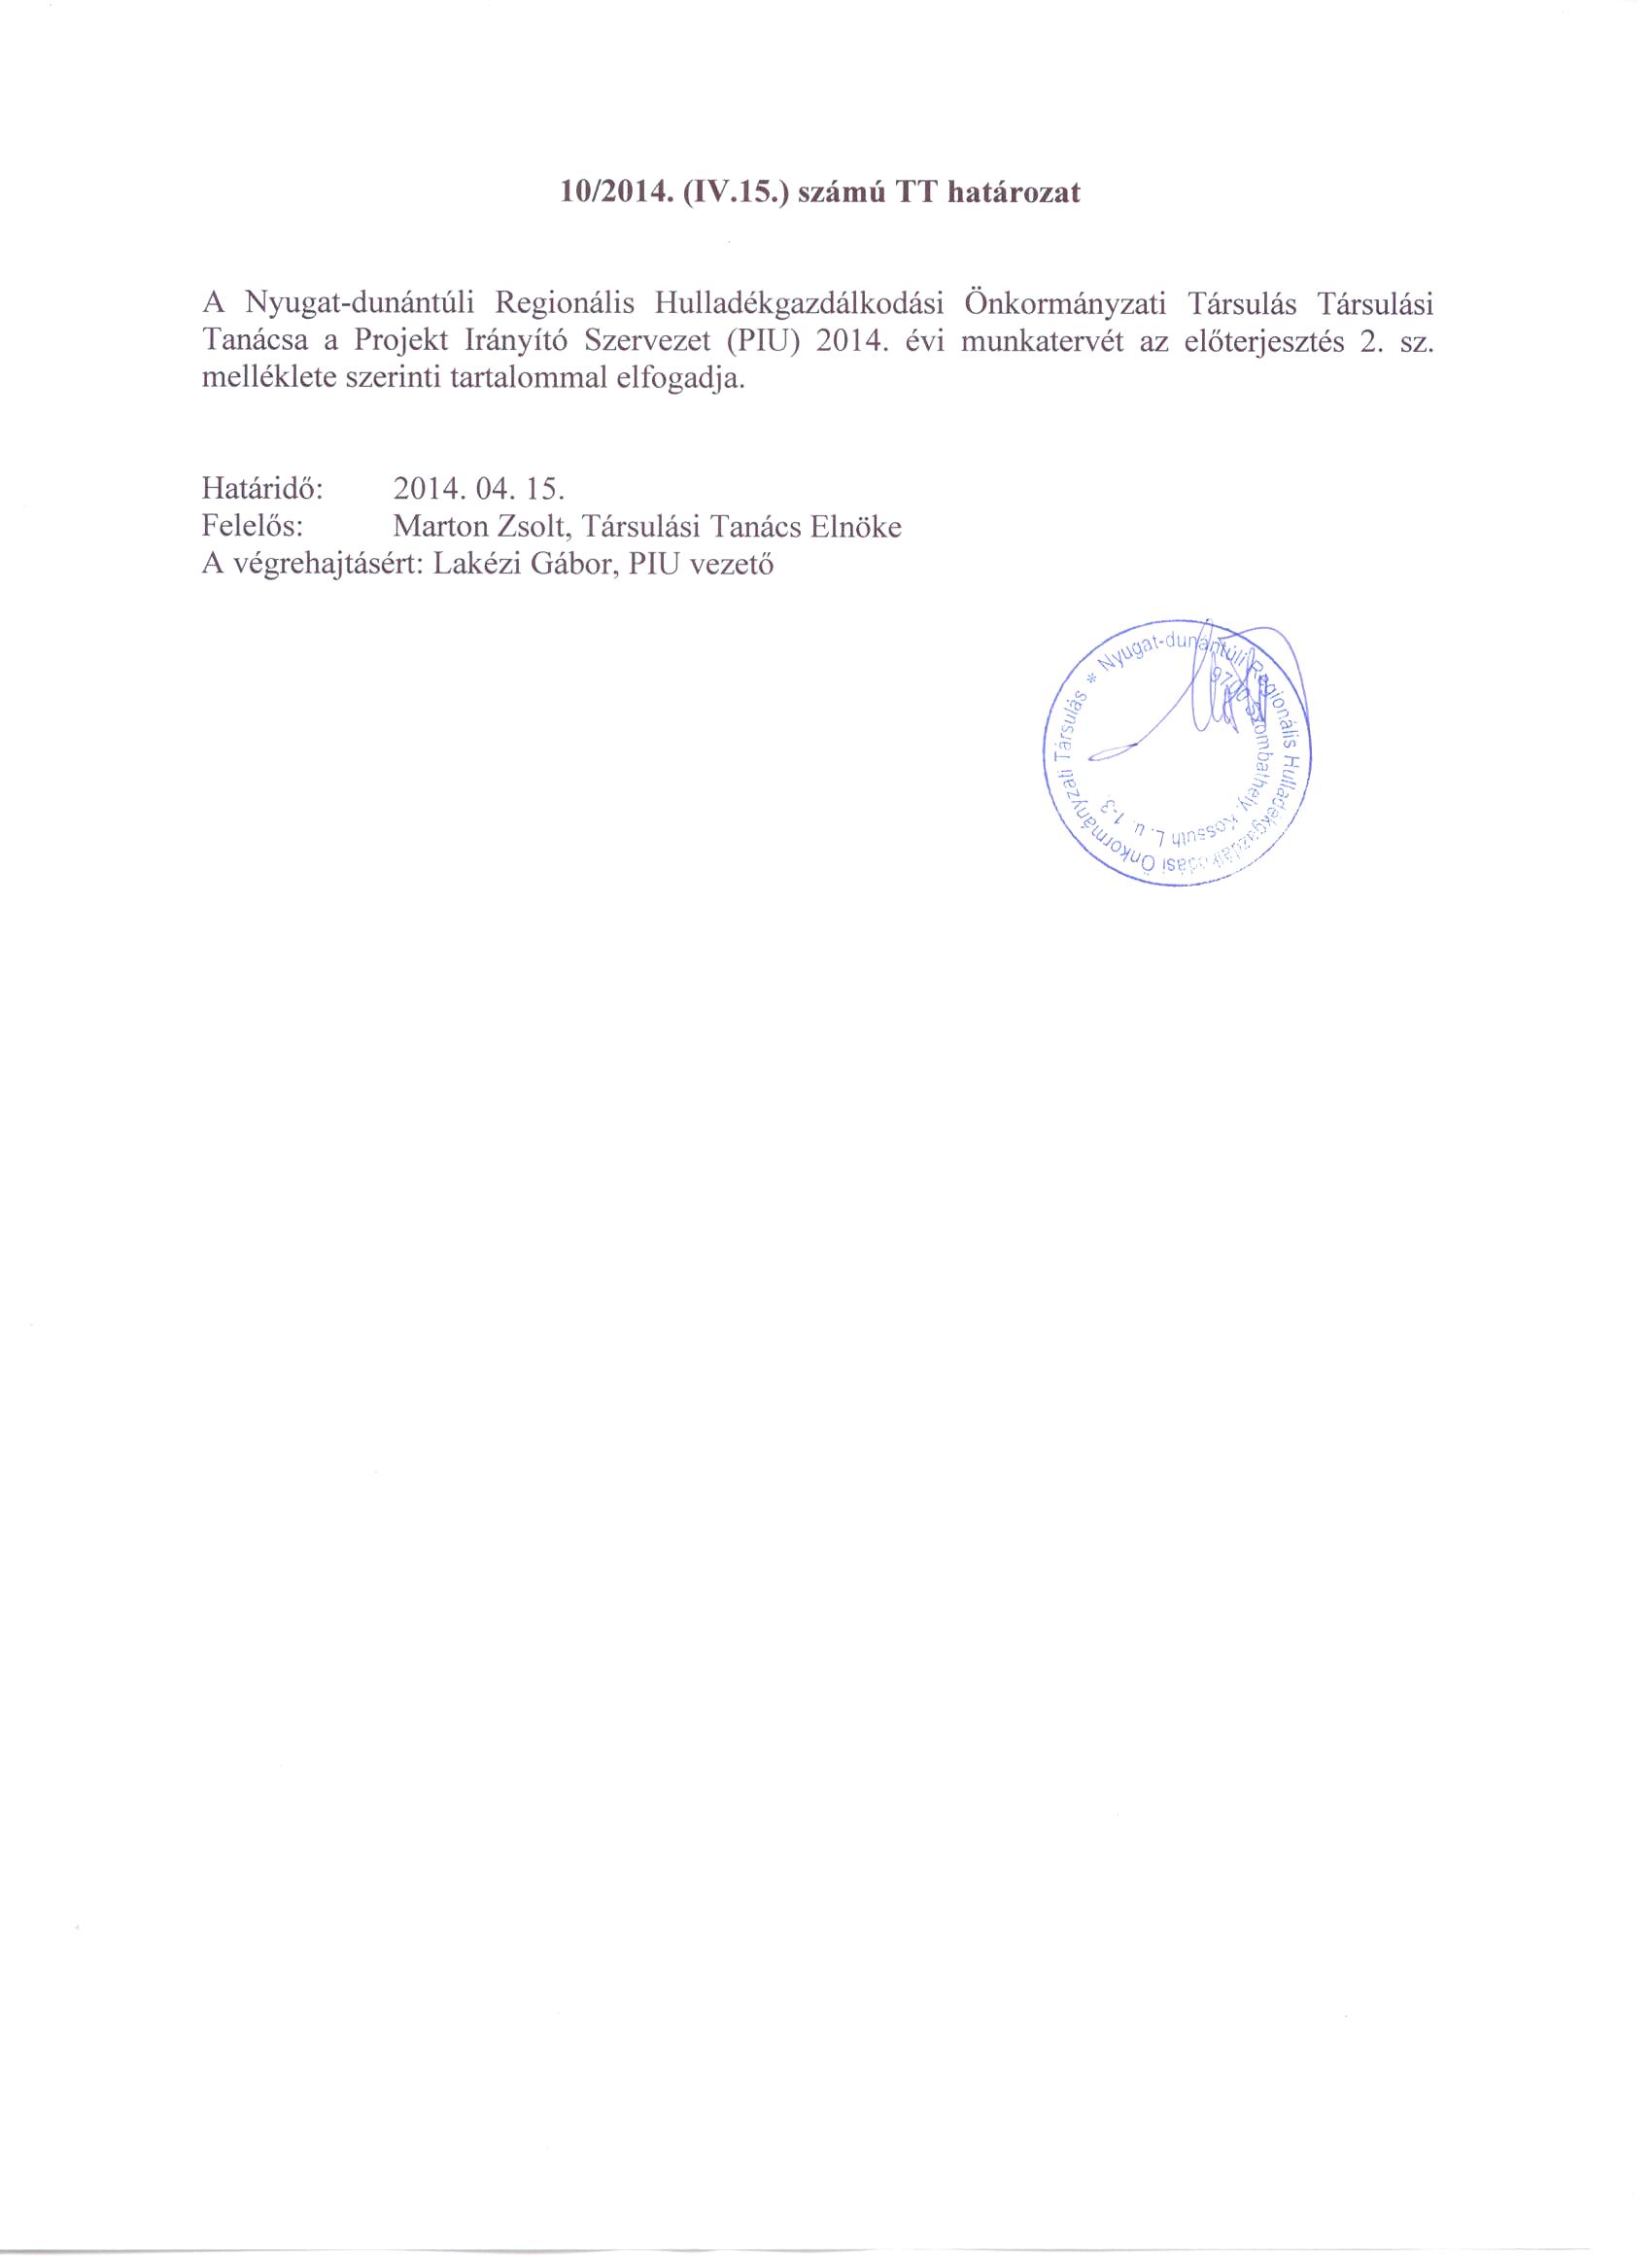 10/2014. (IV.15.) számú TT határozat
A Nyugat-dunántúli Regionális Hulladékgazdálkodási Önkormányzati Társulás Társulási
Tanácsa a Projekt Irányító Szervezet (PIU) 2014. évi munkatervét az előterjesztés 2. sz.
melléklete szerinti tartalommal elfogadja.
Határidő: 2014. 04. 15.
Felelős: Marton Zsolt, Társulási Tanács Elnöke
A végrehajtásért: Lakézi Gábor, PIU vezető
* Nyugat-dunántúli Regionális Hulladékgazdálkodási Önkormányzati Társulás
9700 Szombathely, Kossuth L. u. 1-3.